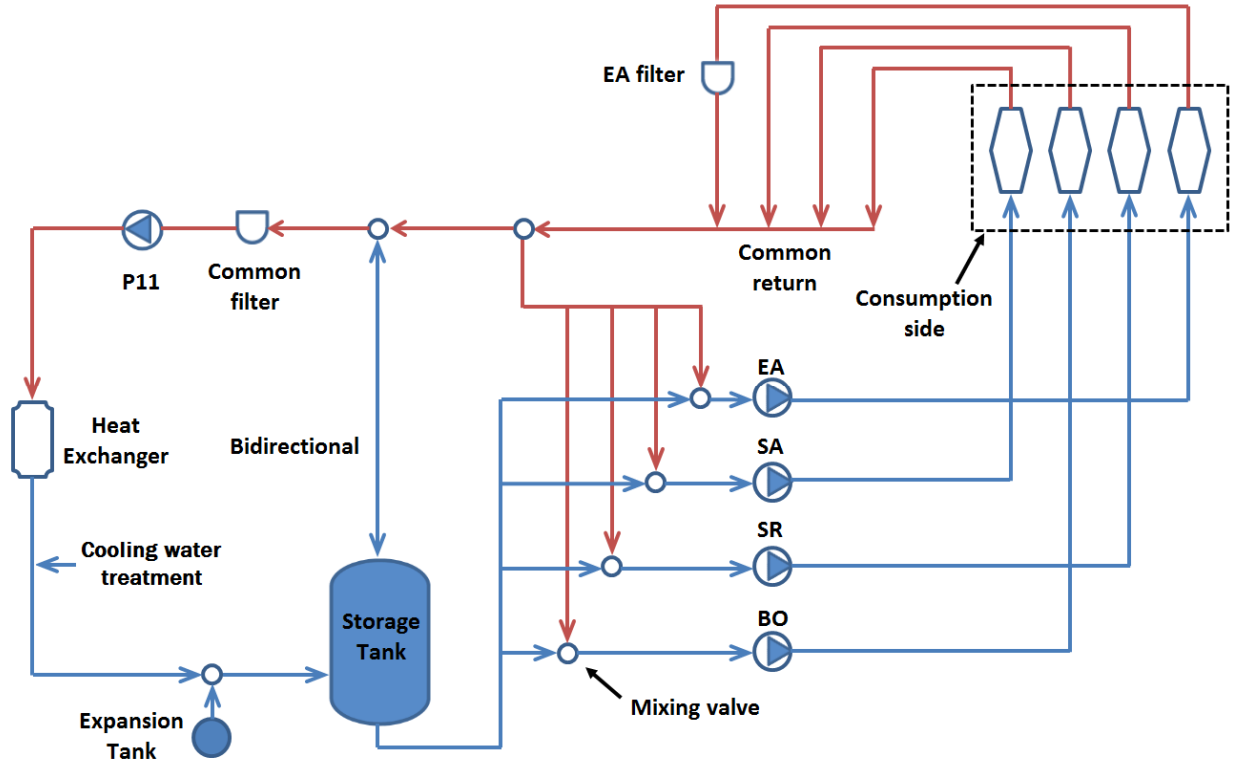 EA filter
P11
Common
filter
Common
return
Consumption
side
EA
Heat
Exchanger
Bidirectional
SA
Cooling water
treatment
SR
Storage
Tank
BO
Mixing valve
Expansion
Tank